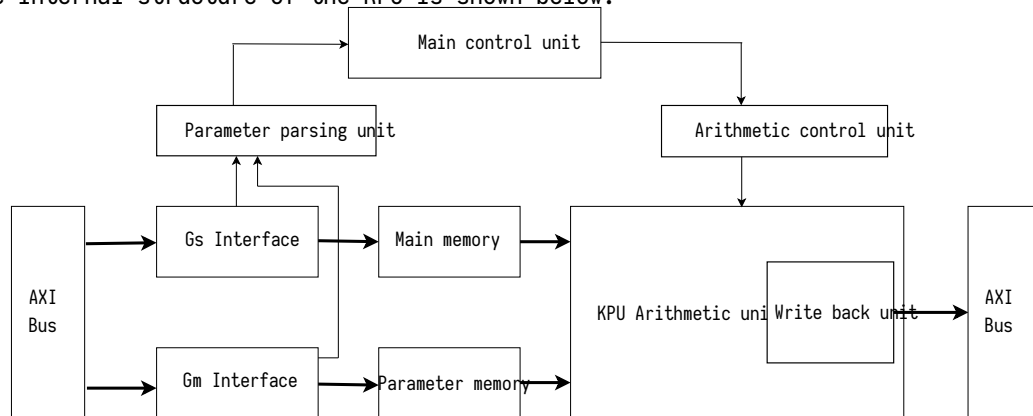 internal structure of the KPU is shown below.
Main control unit
Parameter parsing unit
Arithmetic control unit
Gs Interface
Main memory
AXI
Bus
KPU Arithmetic uni
Write back unit
AXI
Bus
Gm Interface
Parameter memory